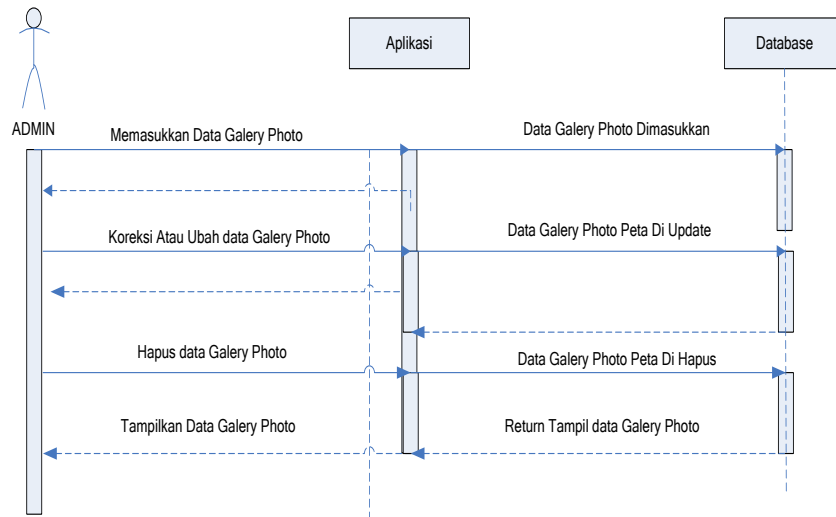 Aplikasi
Database
ADMIN
Memasukkan Data Galery Photo
Data Galery Photo Dimasukkan
Koreksi Atau Ubah data Galery Photo
Data Galery Photo Peta Di Update
Hapus data Galery Photo
Data Galery Photo Peta Di Hapus
Tampilkan Data Galery Photo
Return Tampil data Galery Photo